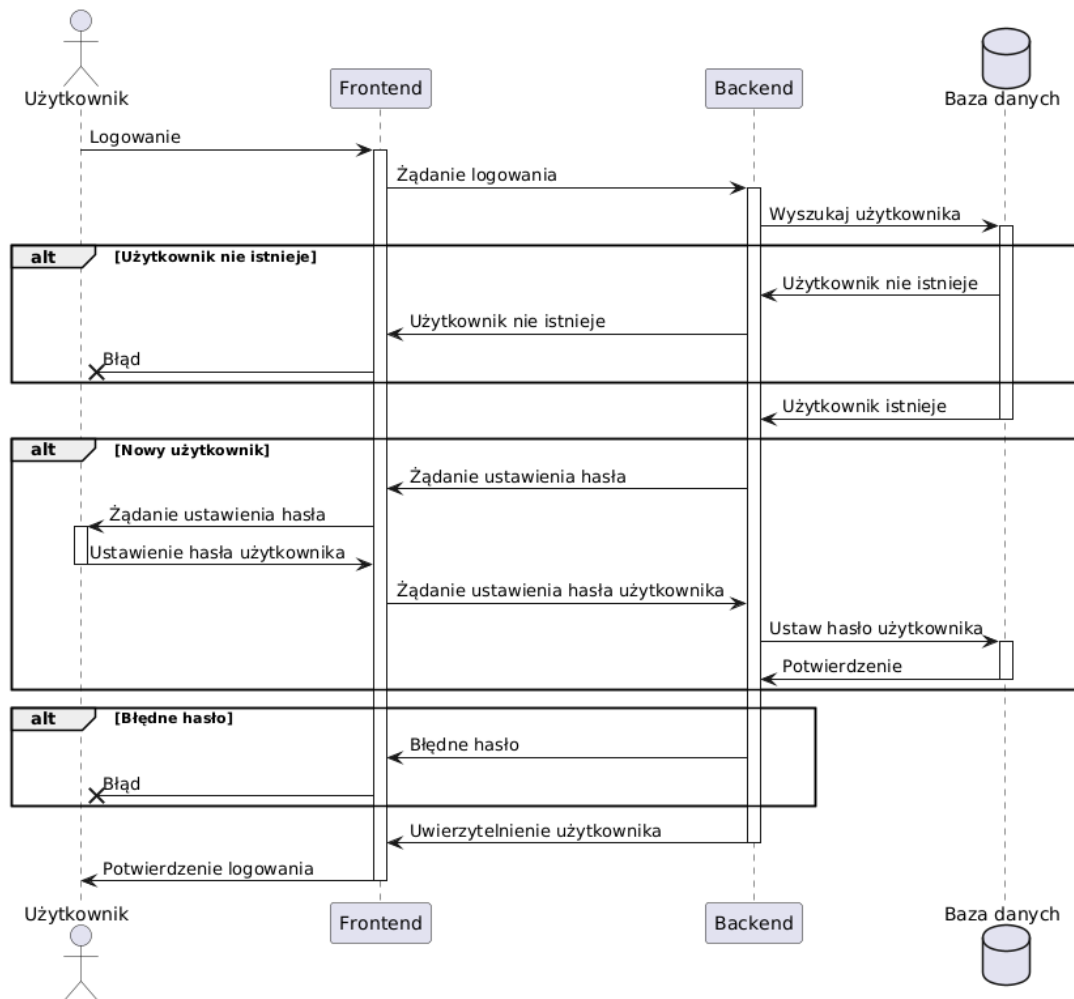 Użytkownik
Frontend
Backend
Baza danych
Logowanie
Żądanie logowania
Wyszukaj użytkownika
alt [Użytkownik nie istnieje]
Użytkownik nie istnieje
Użytkownik nie istnieje
Błąd
Użytkownik istnieje
alt [Nowy użytkownik]
Żądanie ustawienia hasła
Żądanie ustawienia hasła
Ustawienie hasła użytkownika
Żądanie ustawienia hasła użytkownika
Ustaw hasło użytkownika
Potwierdzenie
alt [Błędne hasło]
Błędne hasło
Błąd
Uwierzytelnienie użytkownika
Potwierdzenie logowania
Użytkownik
Frontend
Backend
Baza danych